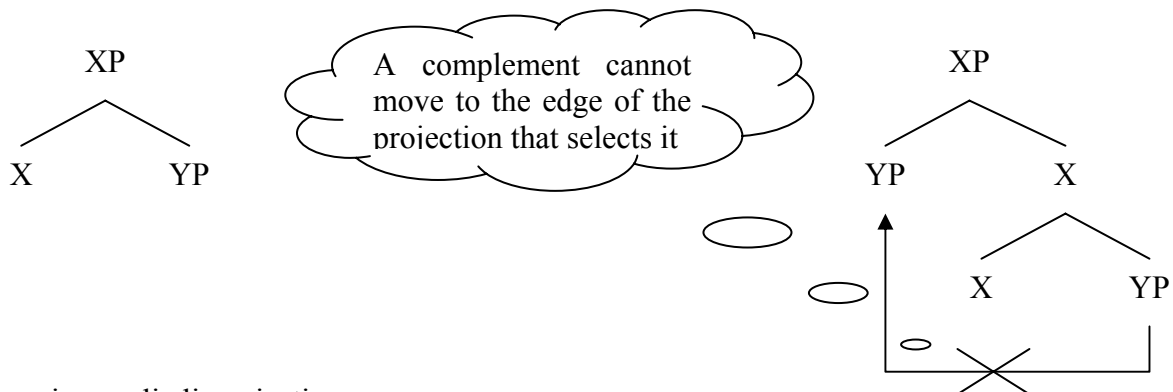 XP
X YP
A complement cannot
move to the edge of the
projection that selects it
XP
YP X
X YP